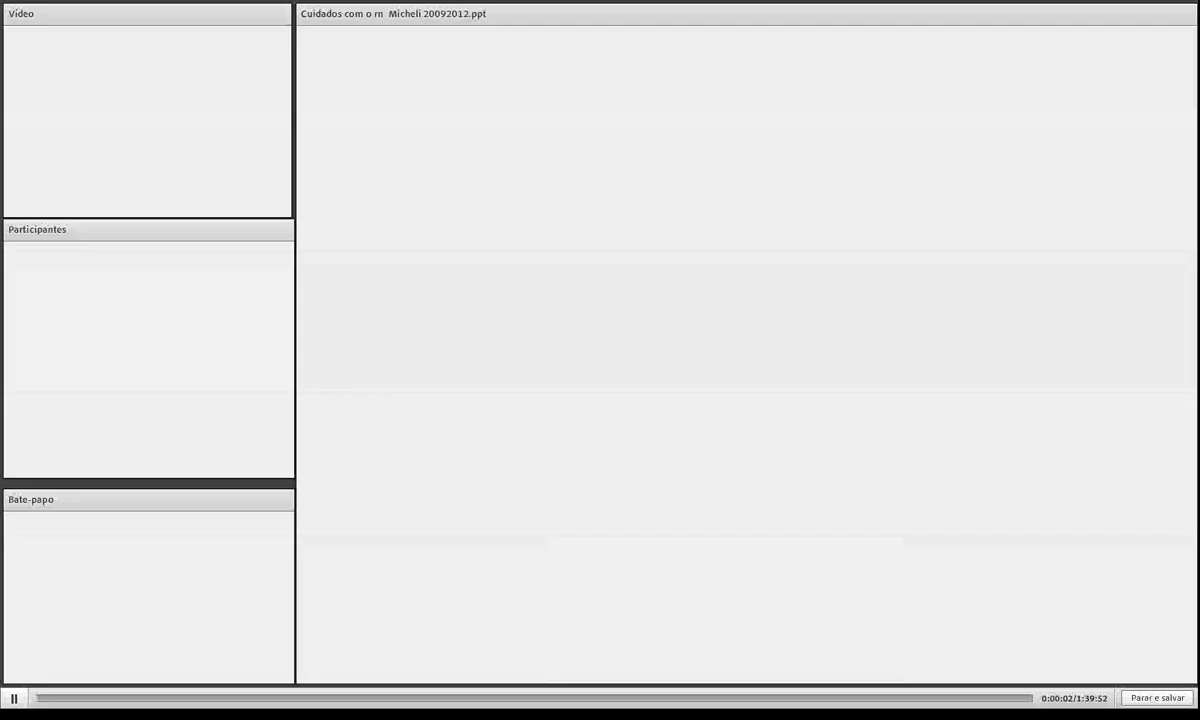 Vídeo
Cuidados com o rn  Micheli 20092012.ppt
Participantes
Bate-papo
0:00:02/1:39:52
Parar e salvar